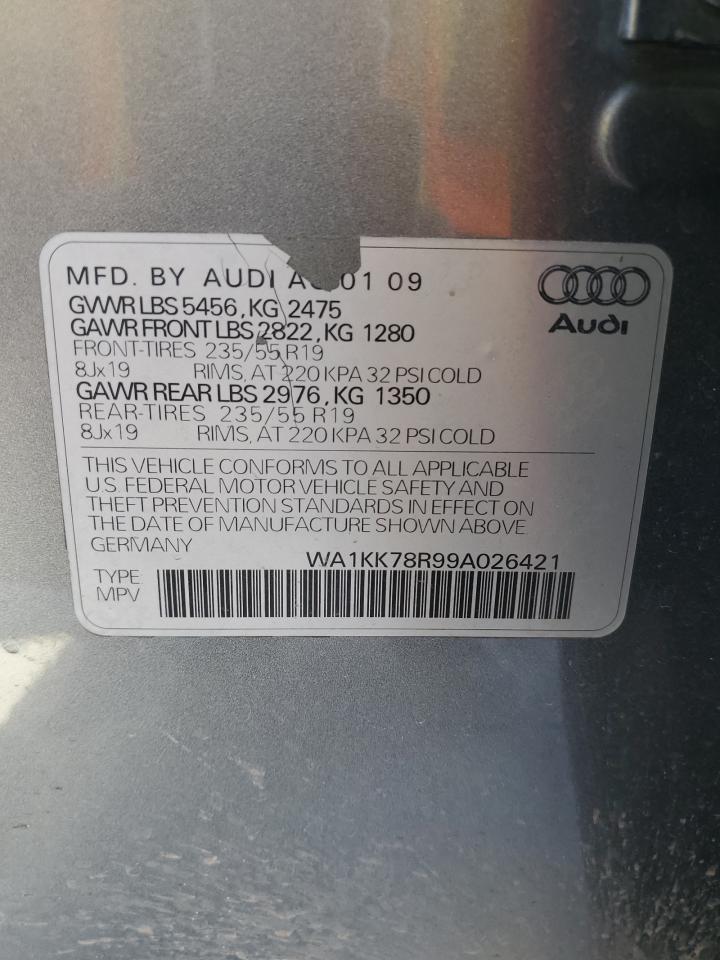 MFD. BY AUDI AG 01 09
GVWR LBS 5456, KG 2475
GAWR FRONT LBS 2822, KG 1280
FRONT-TIRES 235/55 R19
8Jx19 RIMS, AT 220 KPA 32 PSI COLD
GAWR REAR LBS 2976, KG 1350
REAR-TIRES 235/55 R19
8Jx19 RIMS, AT 220 KPA 32 PSI COLD
Audi
THIS VEHICLE CONFORMS TO ALL APPLICABLE
U.S. FEDERAL MOTOR VEHICLE SAFETY AND
THEFT PREVENTION STANDARDS IN EFFECT ON
THE DATE OF MANUFACTURE SHOWN ABOVE
GERMANY
WA1KK78R99A026421
TYPE:
MPV